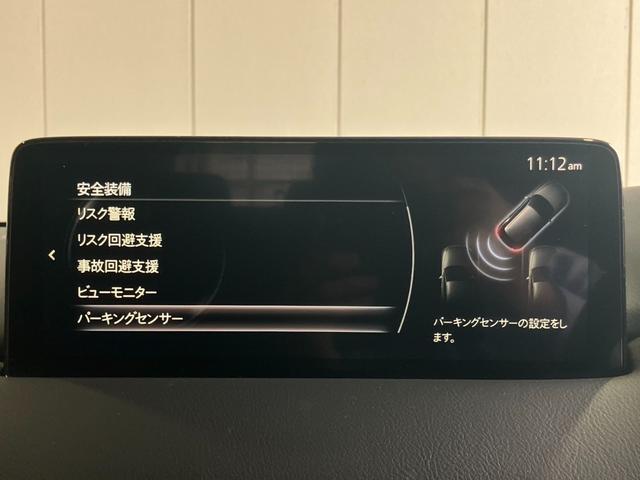 11:12 am
安全装備
リスク警報
リスク回避支援
事故回避支援
ビューモニター
パーキングセンサー
パーキングセンサーの設定をし
ます。